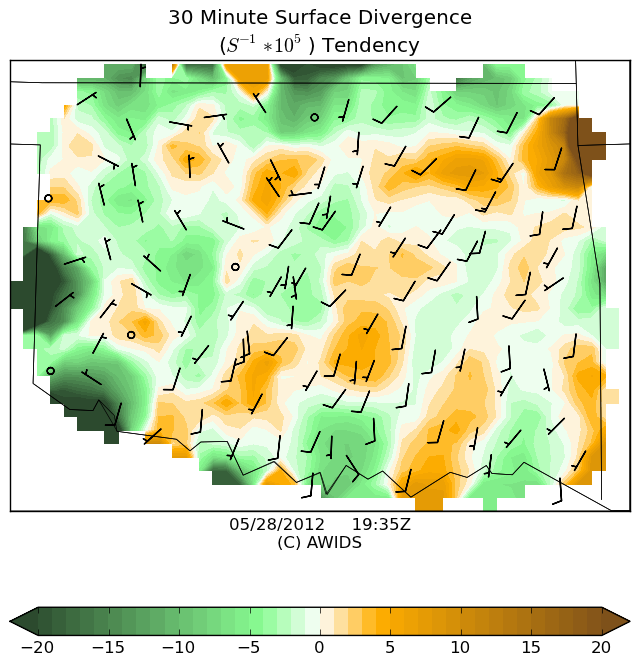 30 Minute Surface Divergence
(S⁻¹ * 10⁵ ) Tendency
05/28/2012 19:35Z
(C) AWIDS
−20 −15 −10 −5 0 5 10 15 20